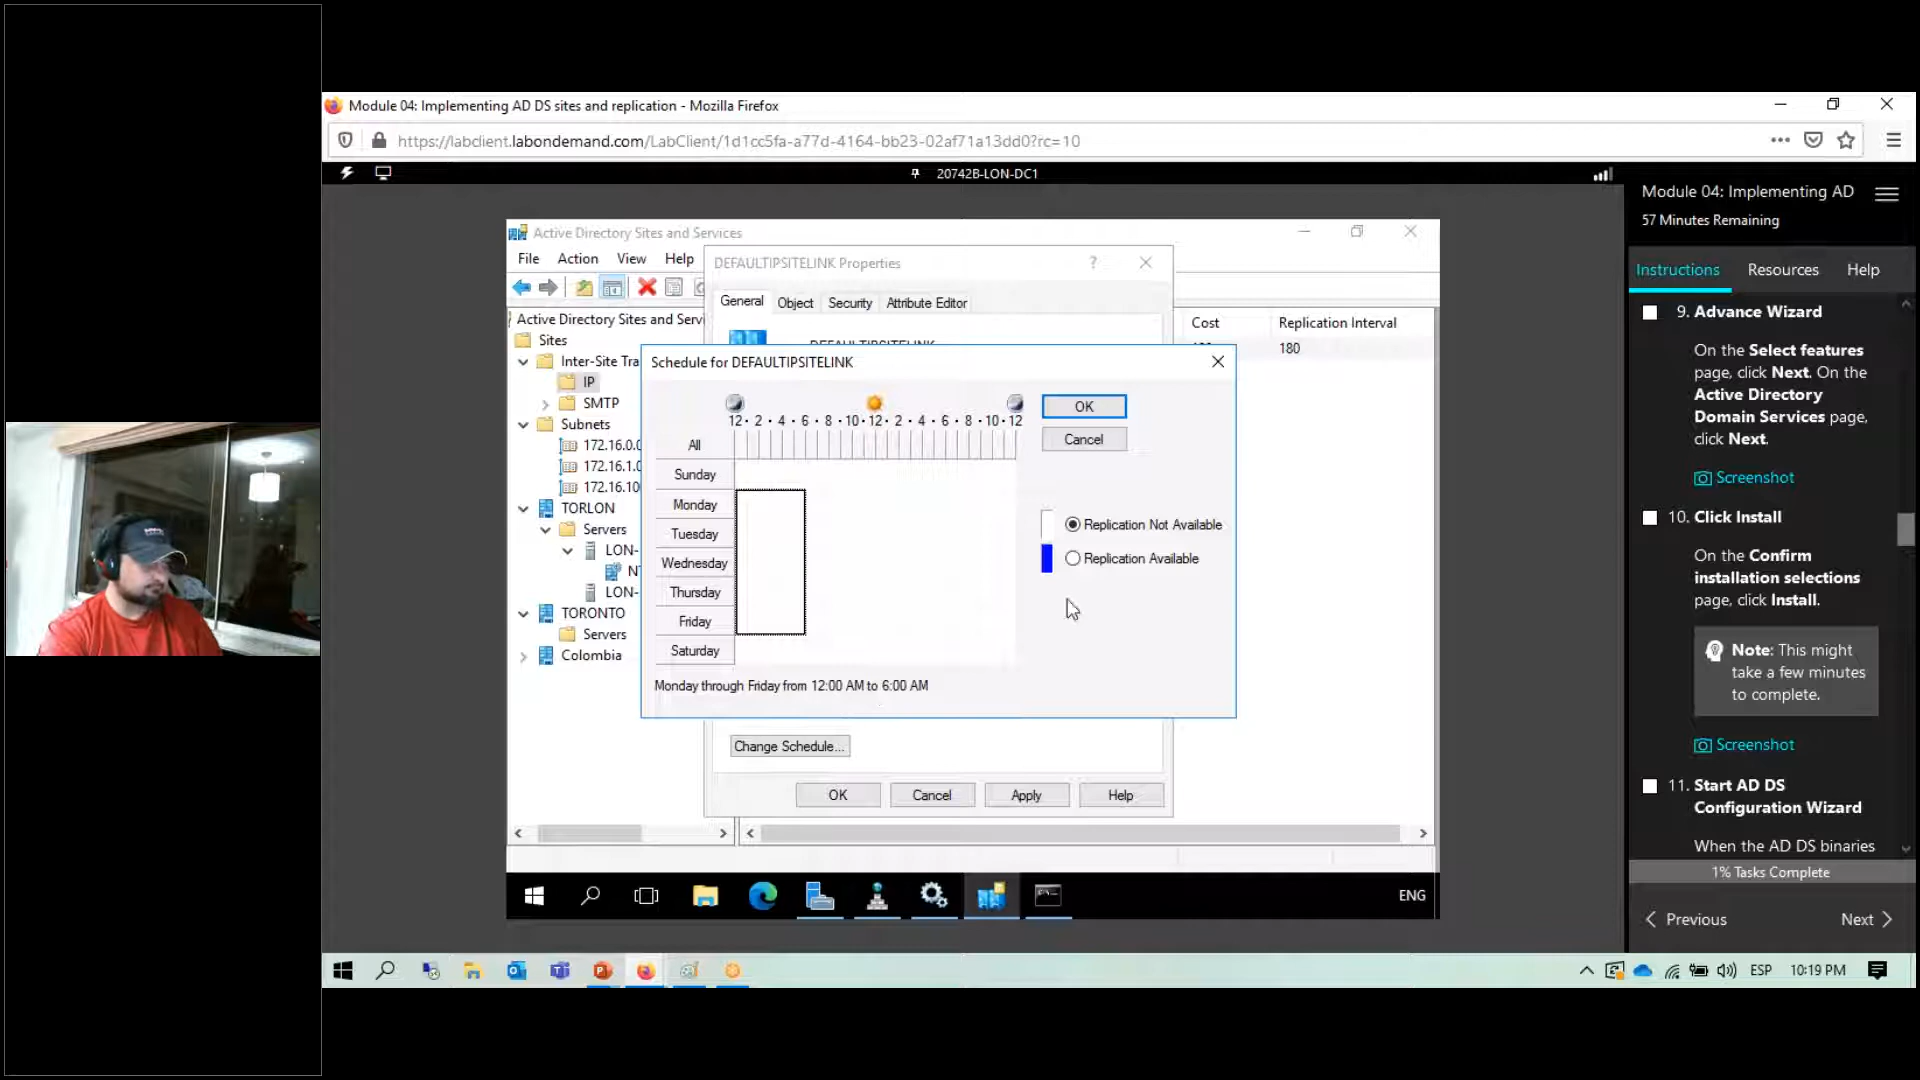 Module 04: Implementing AD DS sites and replication - Mozilla Firefox
https://labclient.labondemand.com/LabClient/1d1cc5fa-a77d-4164-bb23-02af71a13dd0?rc=10
20742B-LON-DC1
Active Directory Sites and Services
File Action View Help
Active Directory Sites and Servi
Sites
Inter-Site Tra
IP
SMTP
Subnets
172.16.0.0
172.16.1.0
172.16.10
TORLON
Servers
LON-
LON-
TORONTO
Servers
Colombia
Cost Replication Interval
180
DEFAULTIPSITELINK Properties
?
General Object Security Attribute Editor
Change Schedule...
OK Cancel Apply Help
Schedule for DEFAULTIPSITELINK
12 · 2 · 4 · 6 · 8 · 10 · 12 · 2 · 4 · 6 · 8 · 10 · 12
All
Sunday
Monday
Tuesday
Wednesday
Thursday
Friday
Saturday
OK
Cancel
Replication Not Available
Replication Available
Monday through Friday from 12:00 AM to 6:00 AM
ENG
Module 04: Implementing AD
57 Minutes Remaining
Instructions Resources Help
9. Advance Wizard
On the Select features
page, click Next. On the
Active Directory
Domain Services page,
click Next.
Screenshot
10. Click Install
On the Confirm
installation selections
page, click Install.
Note: This might
take a few minutes
to complete.
Screenshot
11. Start AD DS
Configuration Wizard
When the AD DS binaries
1% Tasks Complete
Previous Next
ESP 10:19 PM